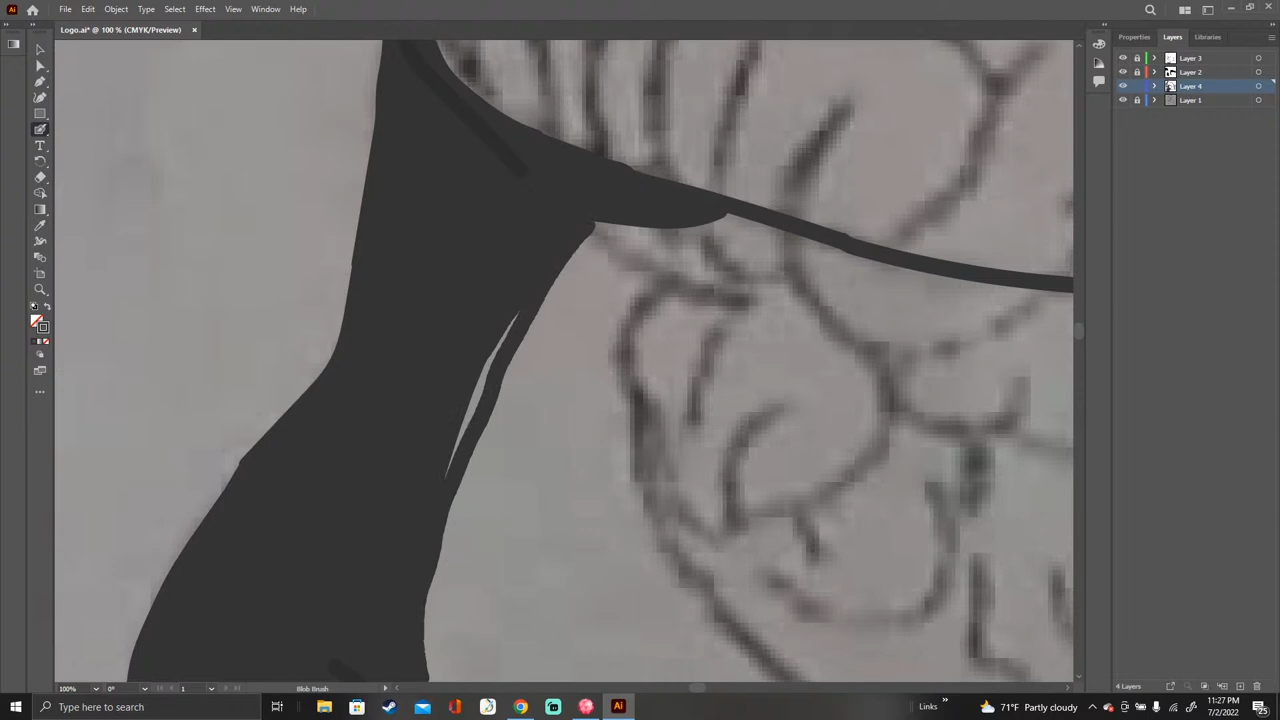 File Edit Object Type Select Effect View Window Help
Logo.ai* @ 100 % (CMYK/Preview)
Properties Layers Libraries
Layer 3
Layer 2
Layer 4
Layer 1
4 Layers
100% 0° 1 Blob Brush
Type here to search
Links
71°F Partly cloudy
11:27 PM
7/2/2022